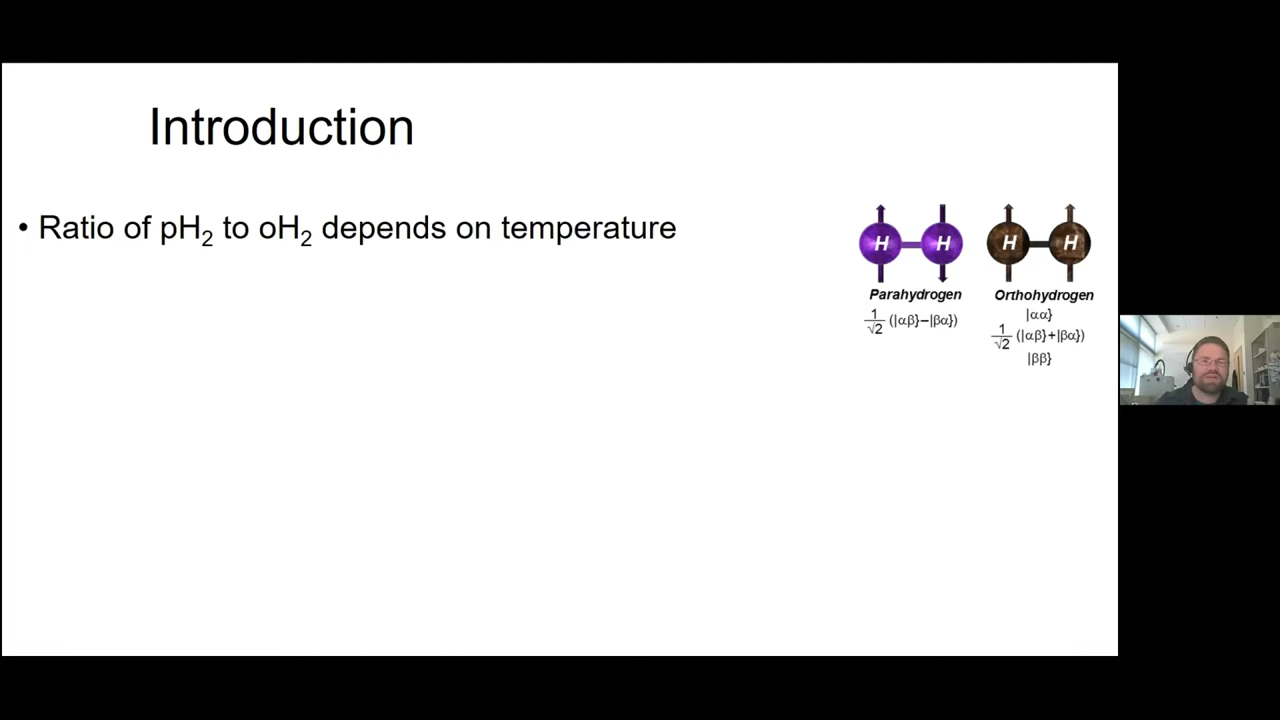 Introduction
• Ratio of pH₂ to oH₂ depends on temperature
H H H H
Parahydrogen Orthohydrogen
1/√2 (|αβ}–|βα})
|αα}
1/√2 (|αβ}+|βα})
|ββ}